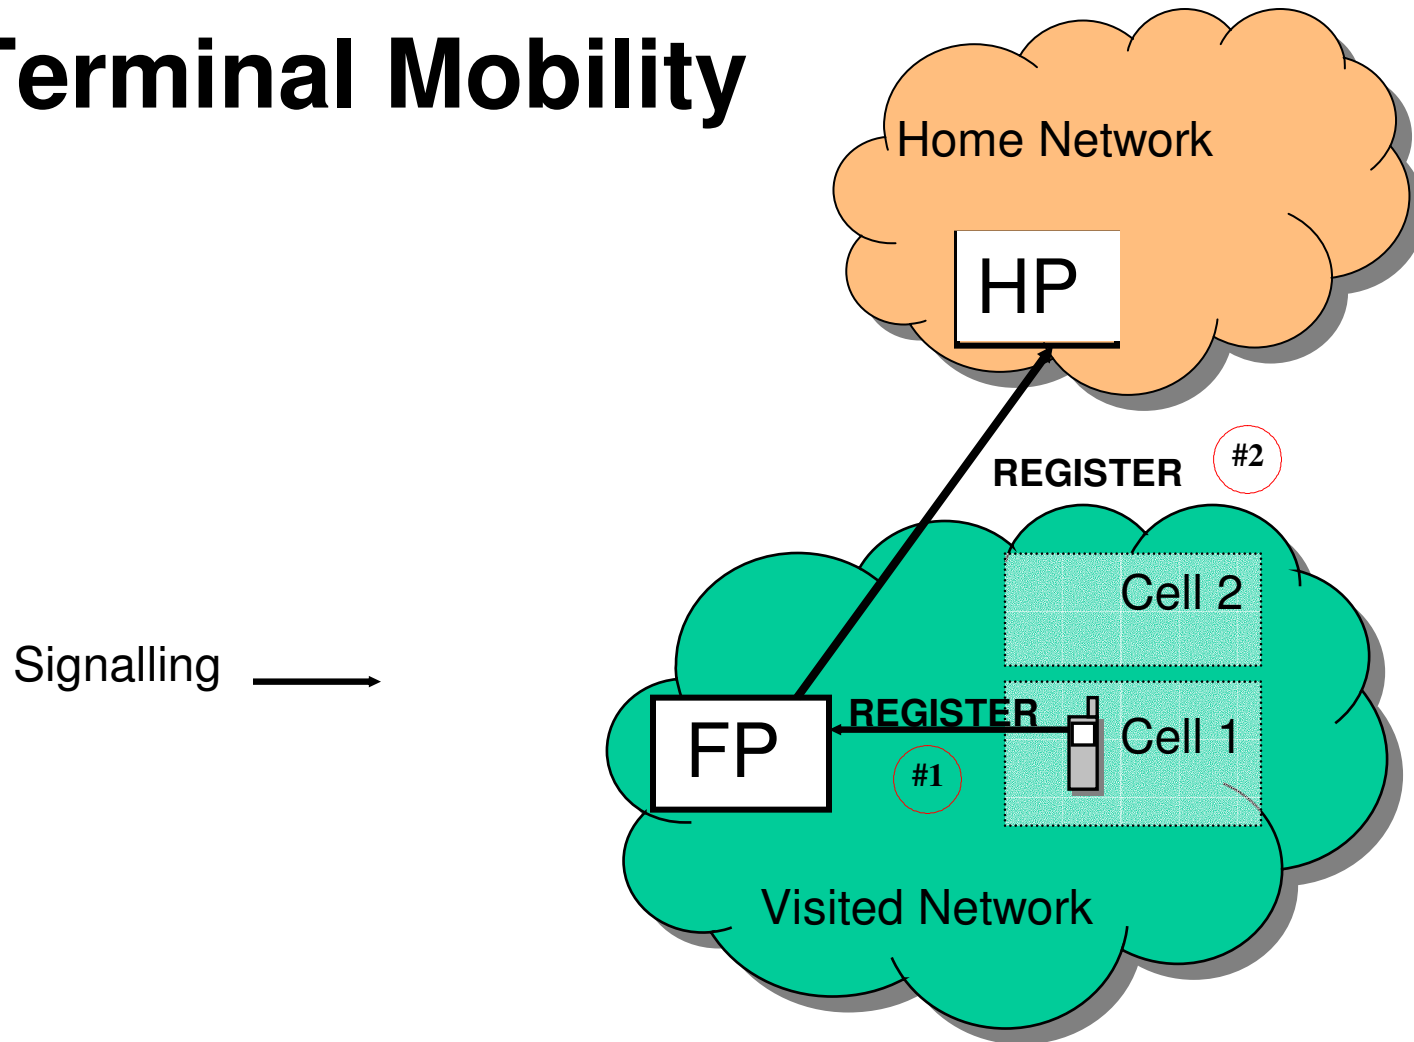 Terminal Mobility
Home Network
HP
REGISTER #2
Cell 2
Signalling
REGISTER
FP
Cell 1
#1
Visited Network